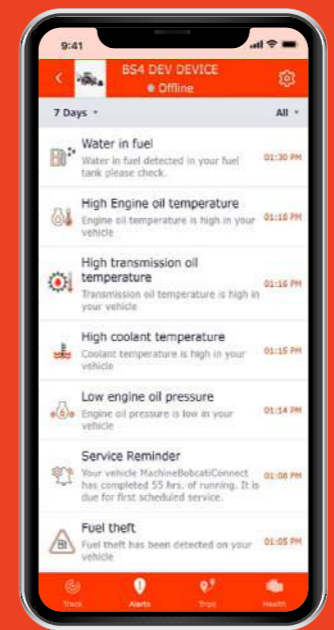 9:41
BS4 DEV DEVICE
Offline
7 Days
All
Water in fuel
Water in fuel detected in your fuel
tank please check.
01:30 PM
High Engine oil temperature
Engine oil temperature is high in your
vehicle
01:16 PM
High transmission oil
temperature
Transmission oil temperature is high in
your vehicle
01:16 PM
High coolant temperature
Coolant temperature is high in your
vehicle
01:15 PM
Low engine oil pressure
Engine oil pressure is low in your
vehicle
01:14 PM
Service Reminder
Your vehicle MachineBobcatiConnect
has completed 55 hrs. of running. It is
due for first scheduled service.
01:06 PM
Fuel theft
Fuel theft has been detected on your
vehicle
01:05 PM
Track
Alerts
Trips
Health